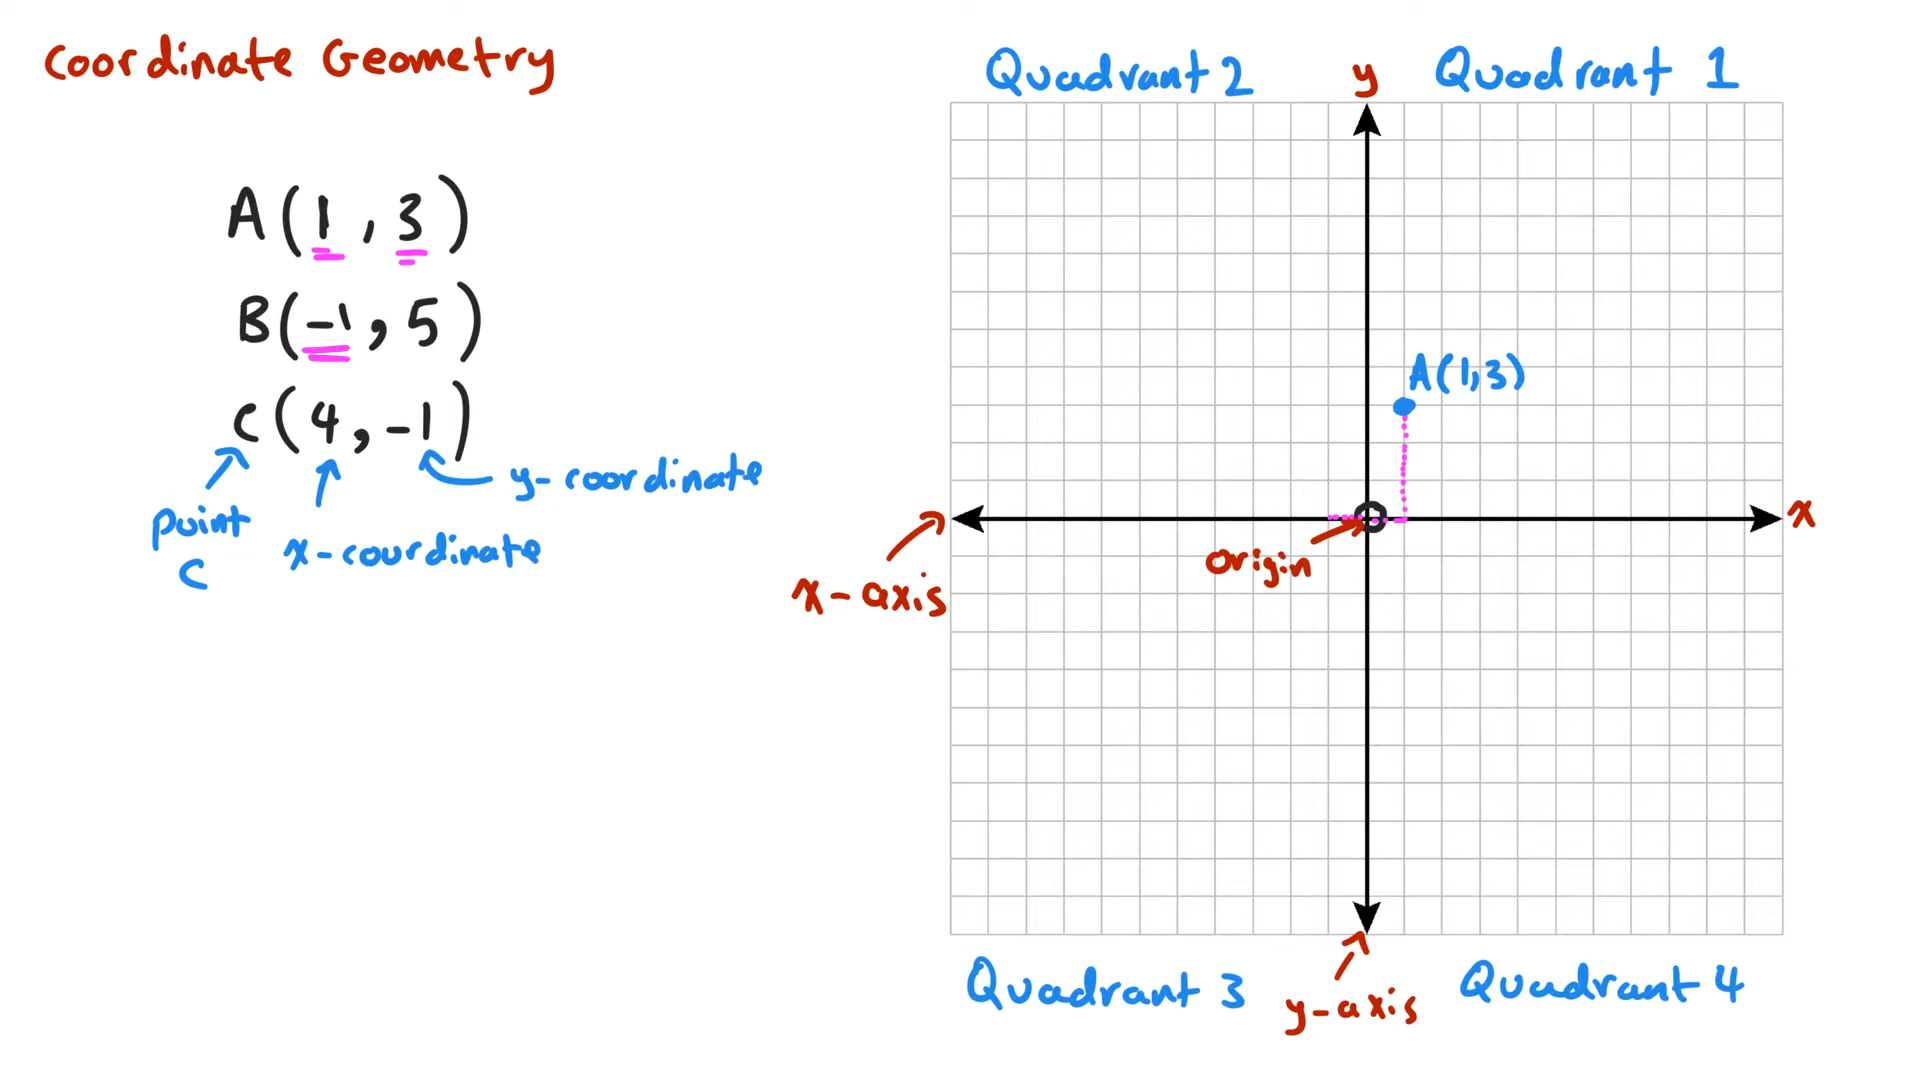 Coordinate Geometry
A(1,3)
B(-1,5)
C(4,-1)
point
C
x-coordinate
y-coordinate
Quadrant 2
y
Quadrant 1
A(1,3)
x
origin
x-axis
Quadrant 3
y-axis
Quadrant 4